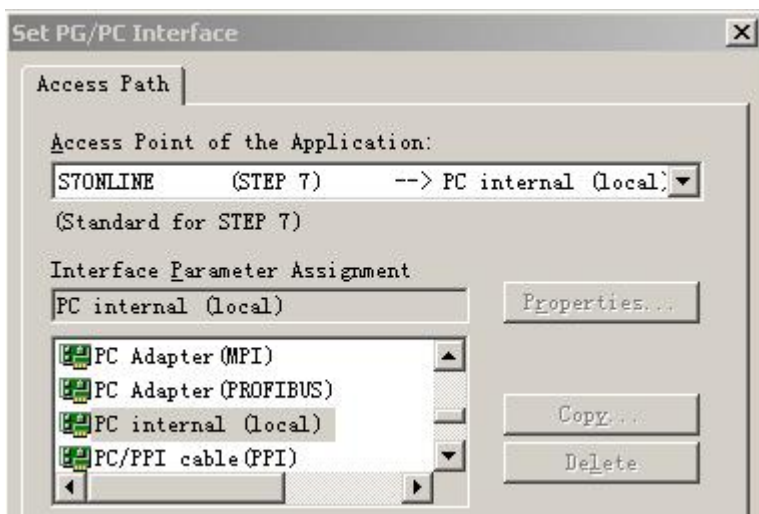 Set PG/PC Interface
Access Path
Access Point of the Application:
S7ONLINE (STEP 7) --> PC internal (local)
(Standard for STEP 7)
Interface Parameter Assignment
PC internal (local)
Properties...
PC Adapter(MPI)
PC Adapter(PROFIBUS)
PC internal (local)
PC/PPI cable(PPI)
Copy...
Delete